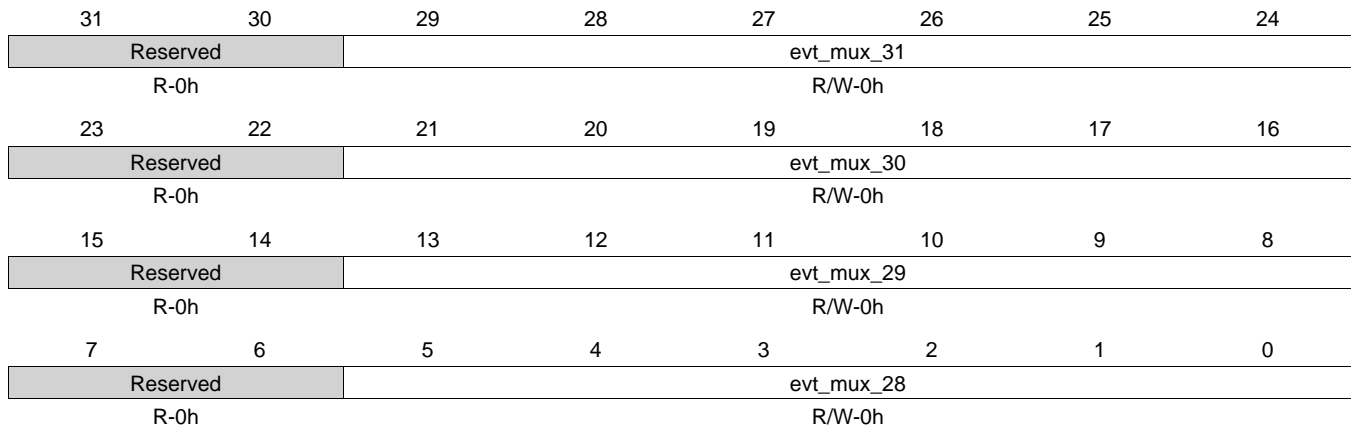 31 30 29 28 27 26 25 24
Reserved evt_mux_31
R-0h R/W-0h
23 22 21 20 19 18 17 16
Reserved evt_mux_30
R-0h R/W-0h
15 14 13 12 11 10 9 8
Reserved evt_mux_29
R-0h R/W-0h
7 6 5 4 3 2 1 0
Reserved evt_mux_28
R-0h R/W-0h